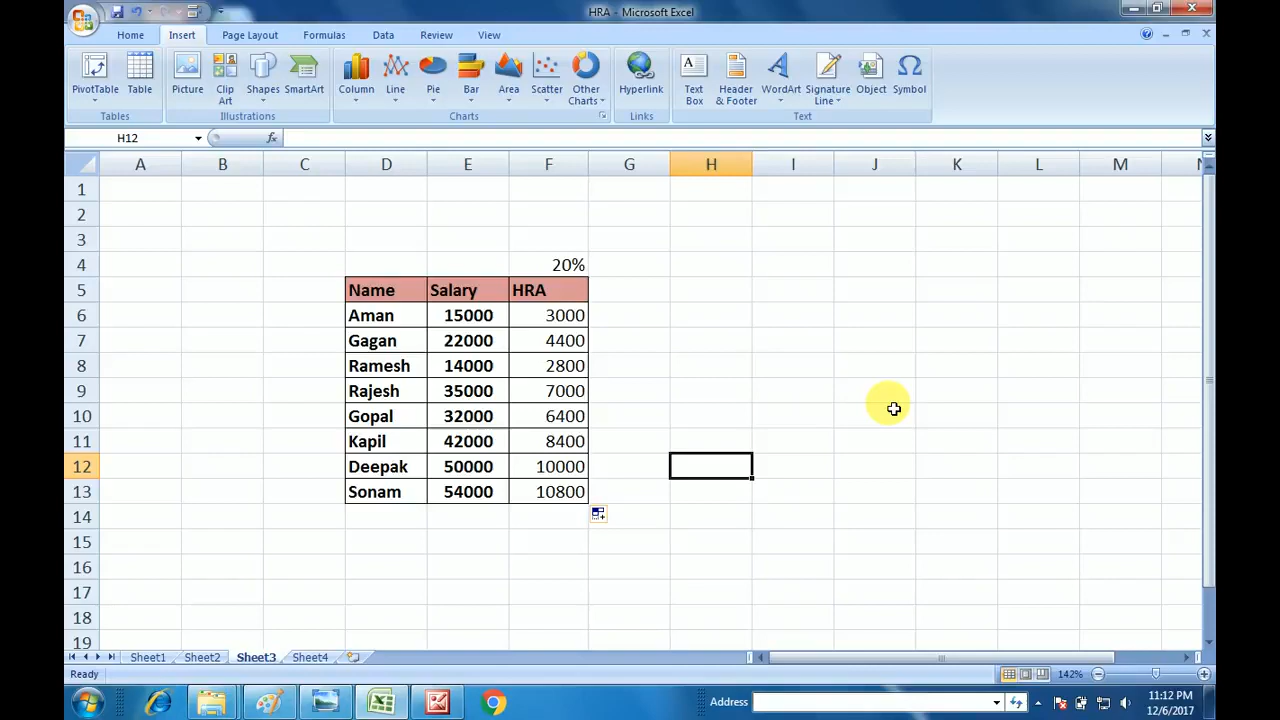 HRA - Microsoft Excel
Home Insert Page Layout Formulas Data Review View
PivotTable Table Picture Clip Art Shapes SmartArt Column Line Pie Bar Area Scatter Other Charts Hyperlink Text Box Header & Footer WordArt Signature Line Object Symbol
Tables Illustrations Charts Links Text
H12 fx
A B C D E F G H I J K L M N
1
2
3
4 20%
5 Name Salary HRA
6 Aman 15000 3000
7 Gagan 22000 4400
8 Ramesh 14000 2800
9 Rajesh 35000 7000
10 Gopal 32000 6400
11 Kapil 42000 8400
12 Deepak 50000 10000
13 Sonam 54000 10800
14
15
16
17
18
19
Sheet1 Sheet2 Sheet3 Sheet4
Ready 142%
Address 11:12 PM
12/6/2017